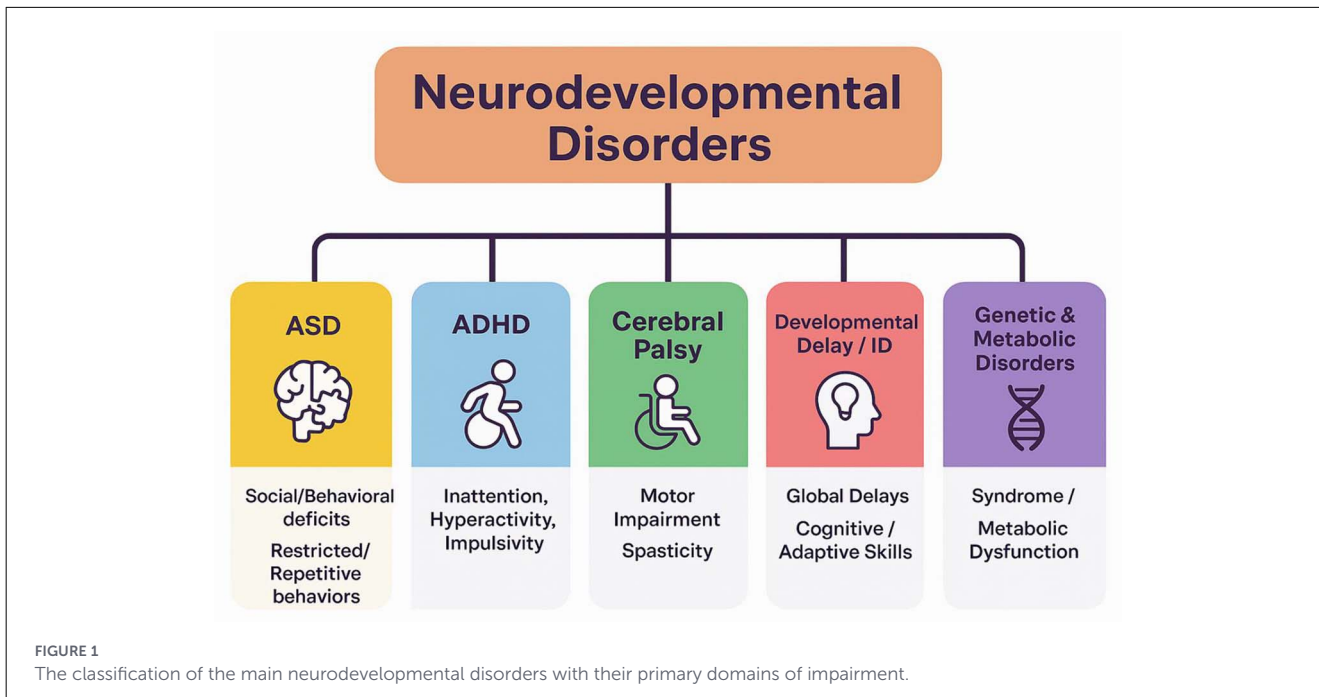 Neurodevelopmental
Disorders
ASD
Social/Behavioral
deficits
Restricted/
Repetitive
behaviors
ADHD
Inattention,
Hyperactivity,
Impulsivity
Cerebral
Palsy
Motor
Impairment
Spasticity
Developmental
Delay / ID
Global Delays
Cognitive /
Adaptive Skills
Genetic &
Metabolic
Disorders
Syndrome /
Metabolic
Dysfunction
FIGURE 1
The classification of the main neurodevelopmental disorders with their primary domains of impairment.